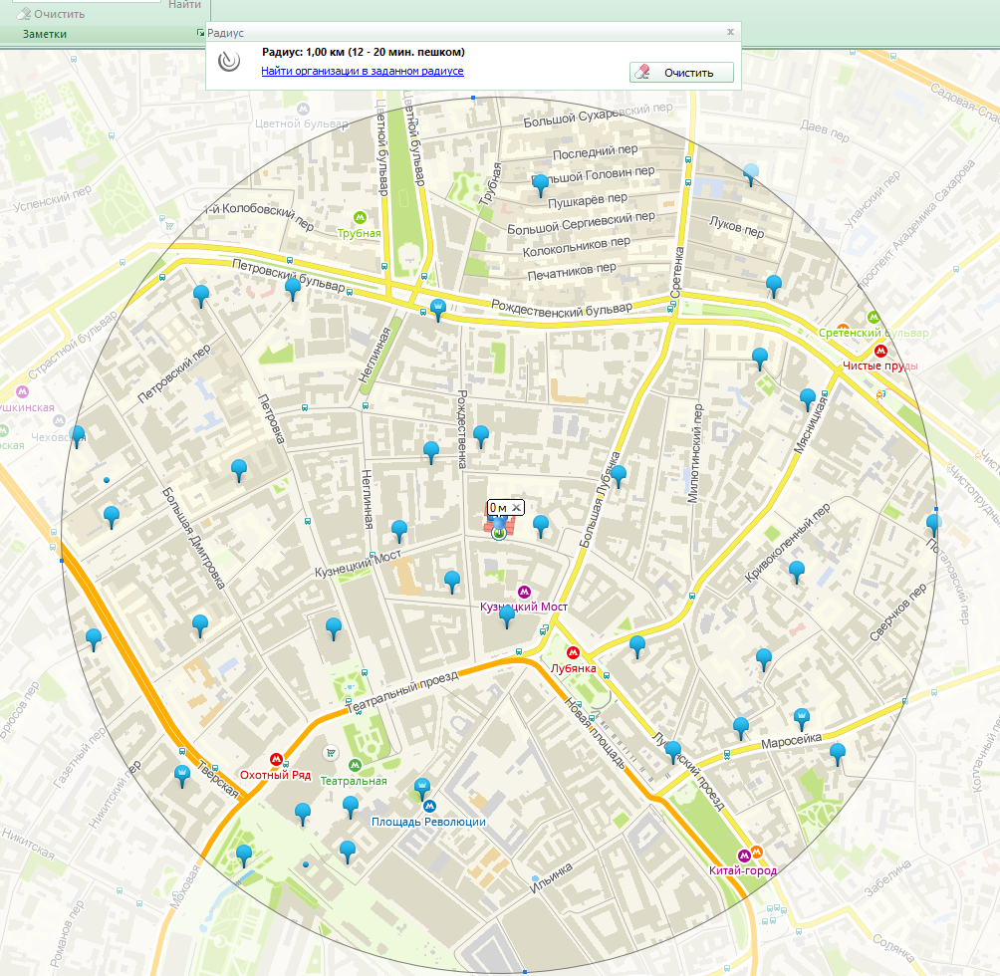 Найти
Очистить
Заметки
Радиус
Радиус: 1,00 км (12 - 20 мин. пешком)
Найти организации в заданном радиусе
Очистить
Садовая-Спас
Цветной бульвар
Цветной бульвар
Цветной бульвар
Большой Сухаревский пер
Даев пер
Последний пер
Большой Головин пер
Трубная
Успенский пер
Пушкарёв пер
Уланский пер
проспект Академика Сахарова
й-Колобовский пер
Большой Сергиевский пер
Луков пер
Трубная
Колокольников пер
Печатников пер
Сретенка
Петровский бульвар
Рождественский бульвар
Страстной бульвар
Сретенский бульвар
Чистые пруды
Петровский пер
Неглинная
ушкинская
Чеховская
ская
Петровка
Рождественка
Милютинский пер
Мясницкая
Чистопрудный
Большая Лубянка
Неглинная
Большая Дмитровка
0 м
Кривоколенный пер
Потаповский пер
Кузнецкий Мост
Кузнецкий Мост
Сверчков пер
Лубянка
Театральный проезд
Брюсов пер
Новая площадь
Лубянский проезд
Маросейка
Газетный пер
Охотный Ряд
Театральная
Тверская
Колпачный пер
Никитский пер
Площадь Революции
Никитская
Китай-город
Ильинка
Моховая
Забелина
Романов пер
Солянка